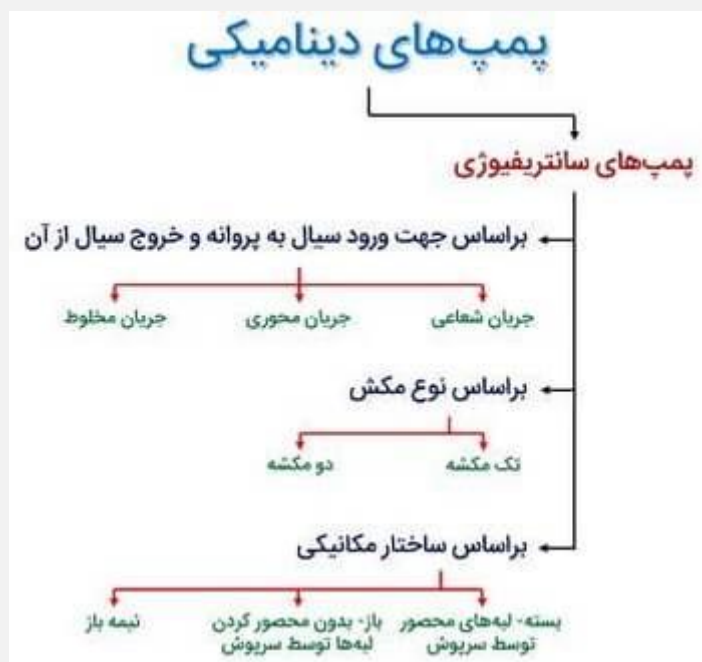 پمپ‌های دینامیکی
پمپ‌های سانتریفیوژی
براساس جهت ورود سیال به پروانه و خروج سیال از آن
جریان شعاعی
جریان محوری
جریان مخلوط
براساس نوع مکش
تک مکشه
دو مکشه
براساس ساختار مکانیکی
بسته- لبه‌های محصور
توسط سرپوش
باز- بدون محصور کردن
لبه‌ها توسط سرپوش
نیمه باز